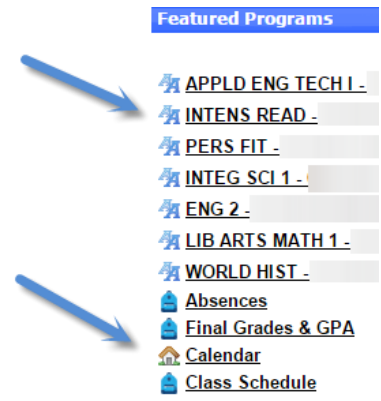 Featured Programs
APPLD ENG TECH I -
INTENS READ -
PERS FIT -
INTEG SCI 1 -
ENG 2 -
LIB ARTS MATH 1 -
WORLD HIST -
Absences
Final Grades & GPA
Calendar
Class Schedule